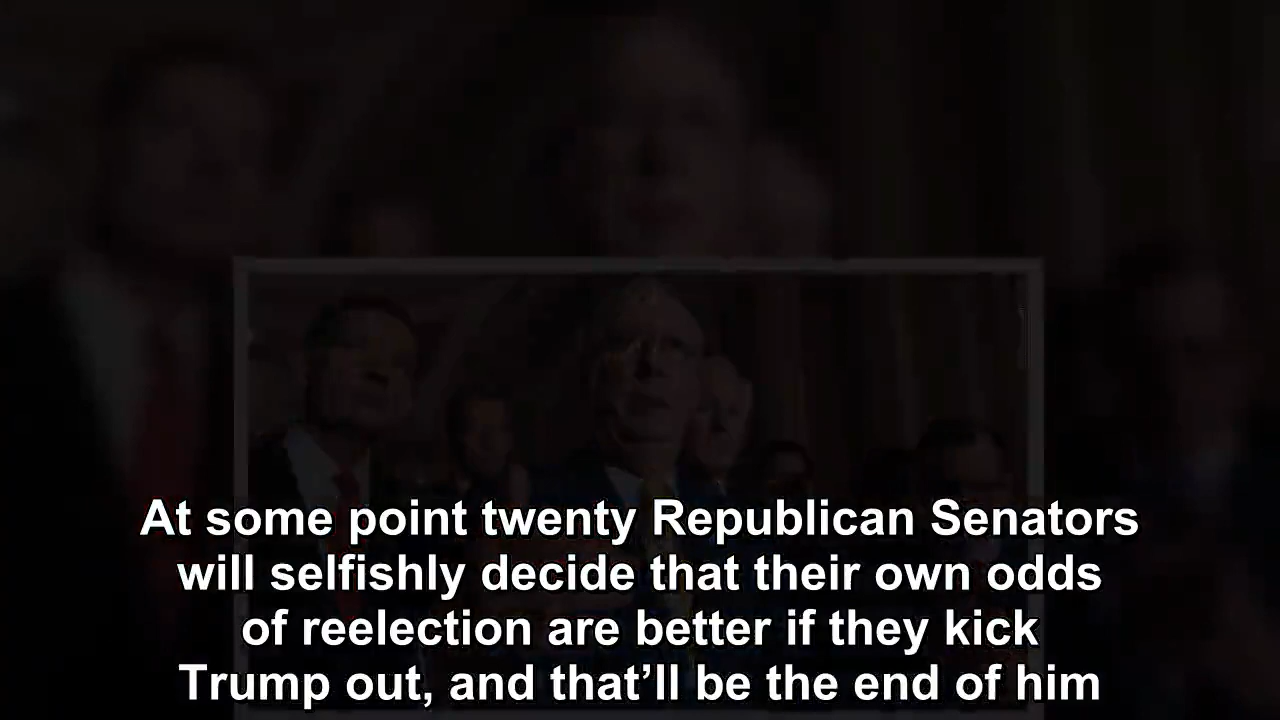 At some point twenty Republican Senators
will selfishly decide that their own odds
of reelection are better if they kick
Trump out, and that’ll be the end of him